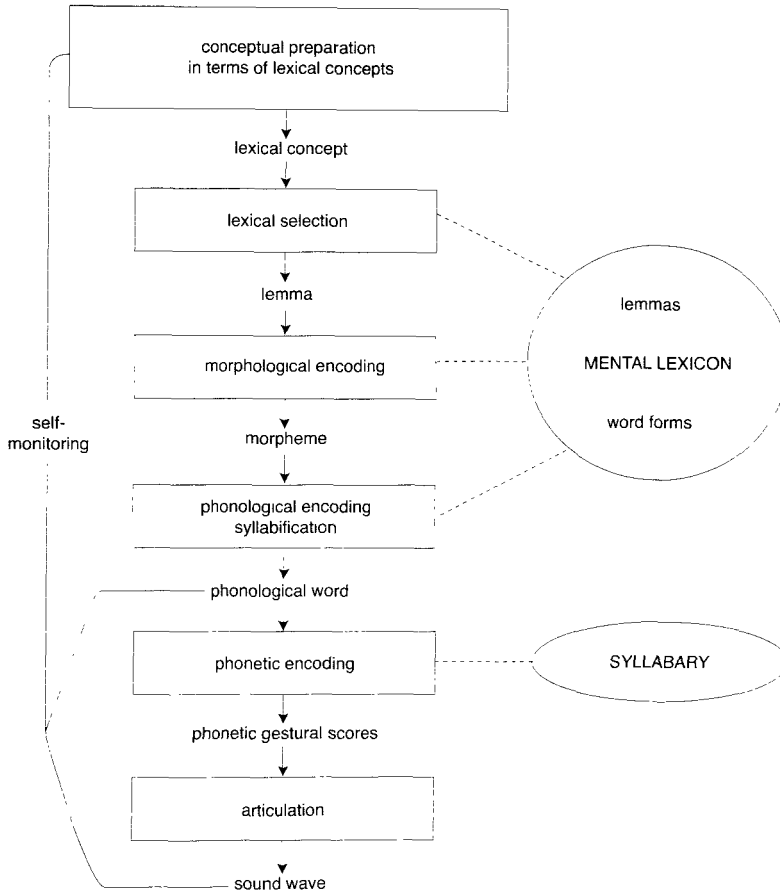 conceptual preparation
in terms of lexical concepts
lexical concept
lexical selection
lemma
lemmas
morphological encoding
MENTAL LEXICON
self-
monitoring
morpheme
word forms
phonological encoding
syllabification
phonological word
phonetic encoding
SYLLABARY
phonetic gestural scores
articulation
sound wave